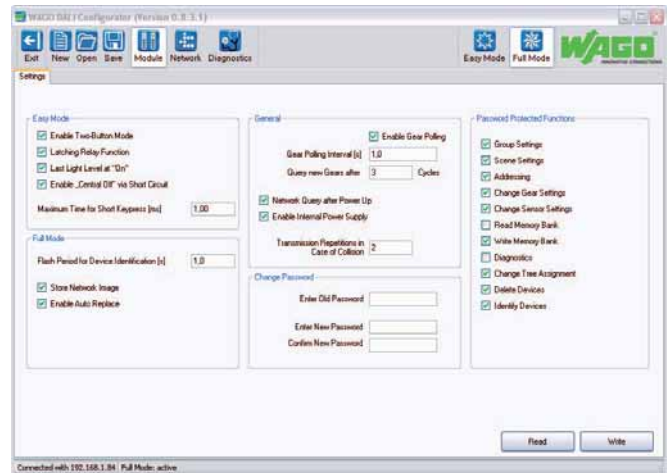 WAGO DALI Configurator (Version 0.8.3.1)
Exit New Open Save Module Network Diagnostics Easy Mode Full Mode
WAGO
INNOVATIVE CONNECTIONS
Settings
Easy Mode
Enable Two-Button Mode
Latching Relay Function
Last Light Level at "On"
Enable „Central Off" via Short Circuit
Maximum Time for Short Keypress [ms] 1,00
Full Mode
Flash Period for Device Identification [s] 1,0
Store Network Image
Enable Auto Replace
General
Enable Gear Polling
Gear Polling Interval [s] 1,0
Query new Gears after 3 Cycles
Network Query after Power Up
Enable Internal Power Supply
Transmission Repetitions in
Case of Collision 2
Change Password
Enter Old Password
Enter New Password
Confirm New Password
Password Protected Functions
Group Settings
Scene Settings
Addressing
Change Gear Settings
Change Sensor Settings
Read Memory Bank
Write Memory Bank
Diagnostics
Change Tree Assignment
Delete Devices
Identify Devices
Read Write
Connected with 192.168.1.84 Full Mode: active